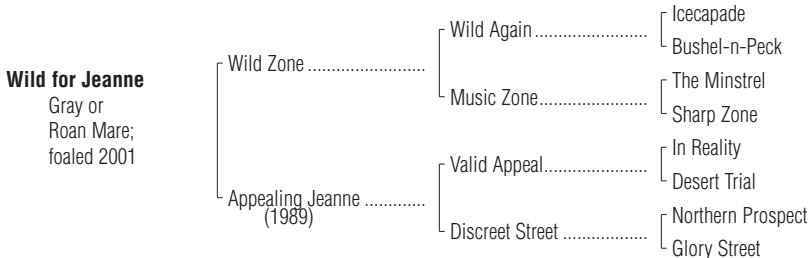 Wild for Jeanne
Gray or
Roan Mare;
foaled 2001
Wild Zone ........................
Appealing Jeanne ............
(1989)
Wild Again.......................
Music Zone......................
Valid Appeal.....................
Discreet Street .................
Icecapade
Bushel-n-Peck
The Minstrel
Sharp Zone
In Reality
Desert Trial
Northern Prospect
Glory Street